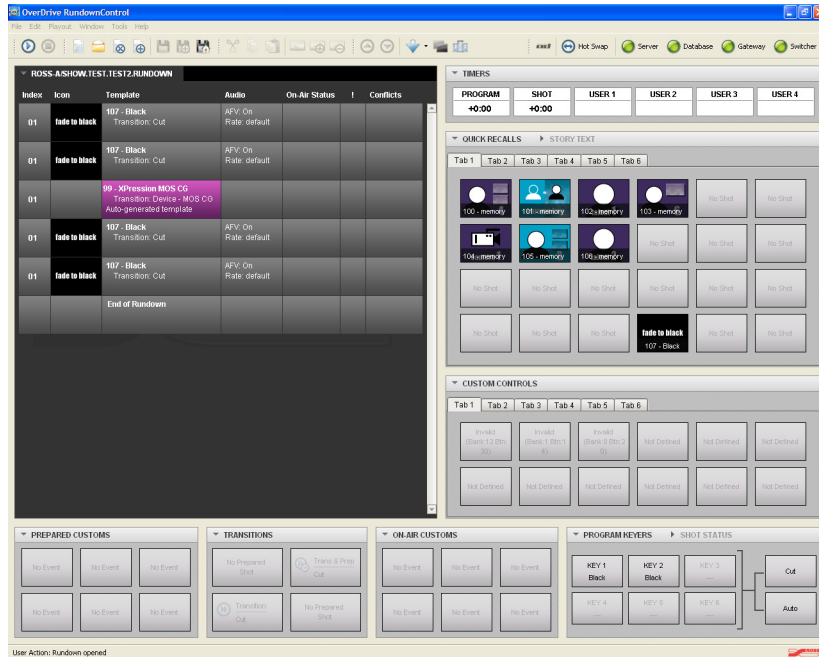 OverDrive RundownControl
File Edit Playout Window Tools Help
Hot Swap Server Database Gateway Switcher
ROSS-A/SHOW.TEST.TEST2.RUNDOWN
Index Icon Template Audio On-Air Status ! Conflicts
01 fade to black 107 - Black AFV: On
Transition: Cut Rate: default
01 fade to black 107 - Black AFV: On
Transition: Cut Rate: default
01 99 - XPression MOS CG
Transition: Device - MOS CG
Auto-generated template
01 fade to black 107 - Black AFV: On
Transition: Cut Rate: default
01 fade to black 107 - Black AFV: On
Transition: Cut Rate: default
End of Rundown
TIMERS
PROGRAM SHOT USER 1 USER 2 USER 3 USER 4
+0:00 +0:00
QUICK RECALLS STORY TEXT
Tab 1 Tab 2 Tab 3 Tab 4 Tab 5 Tab 6
100 - memory 101 - memory 102 - memory 103 - memory No Shot No Shot
104 - memory 105 - memory 106 - memory No Shot No Shot No Shot
No Shot No Shot No Shot No Shot No Shot No Shot
No Shot No Shot No Shot fade to black No Shot No Shot
107 - Black
CUSTOM CONTROLS
Tab 1 Tab 2 Tab 3 Tab 4 Tab 5 Tab 6
Invalid Invalid Invalid
(Bank:12 Btn: (Bank:1 Btn:1 (Bank:8 Btn:2 Not Defined Not Defined Not Defined
20) 4) 0)
Not Defined Not Defined Not Defined Not Defined Not Defined Not Defined
PREPARED CUSTOMS
No Event No Event No Event
No Event No Event No Event
TRANSITIONS
No Prepared Shot Trans & Prep
Cut
Transition: No Prepared Shot
Cut
ON-AIR CUSTOMS
No Event No Event No Event
No Event No Event No Event
PROGRAM KEYERS SHOT STATUS
KEY 1 KEY 2 KEY 3
Black Black ---
Cut
KEY 4 KEY 5 KEY 6
--- --- ---
Auto
User Action: Rundown opened